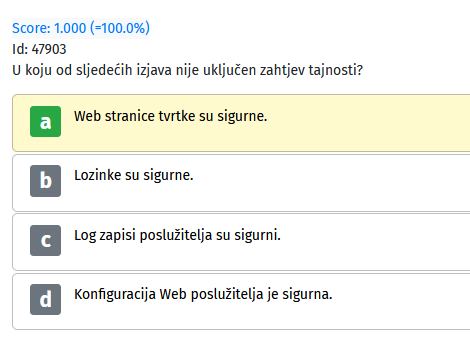 Score: 1.000 (=100.0%)
Id: 47903
U koju od sljedećih izjava nije uključen zahtjev tajnosti?
a Web stranice tvrtke su sigurne.
b Lozinke su sigurne.
c Log zapisi poslužitelja su sigurni.
d Konfiguracija Web poslužitelja je sigurna.